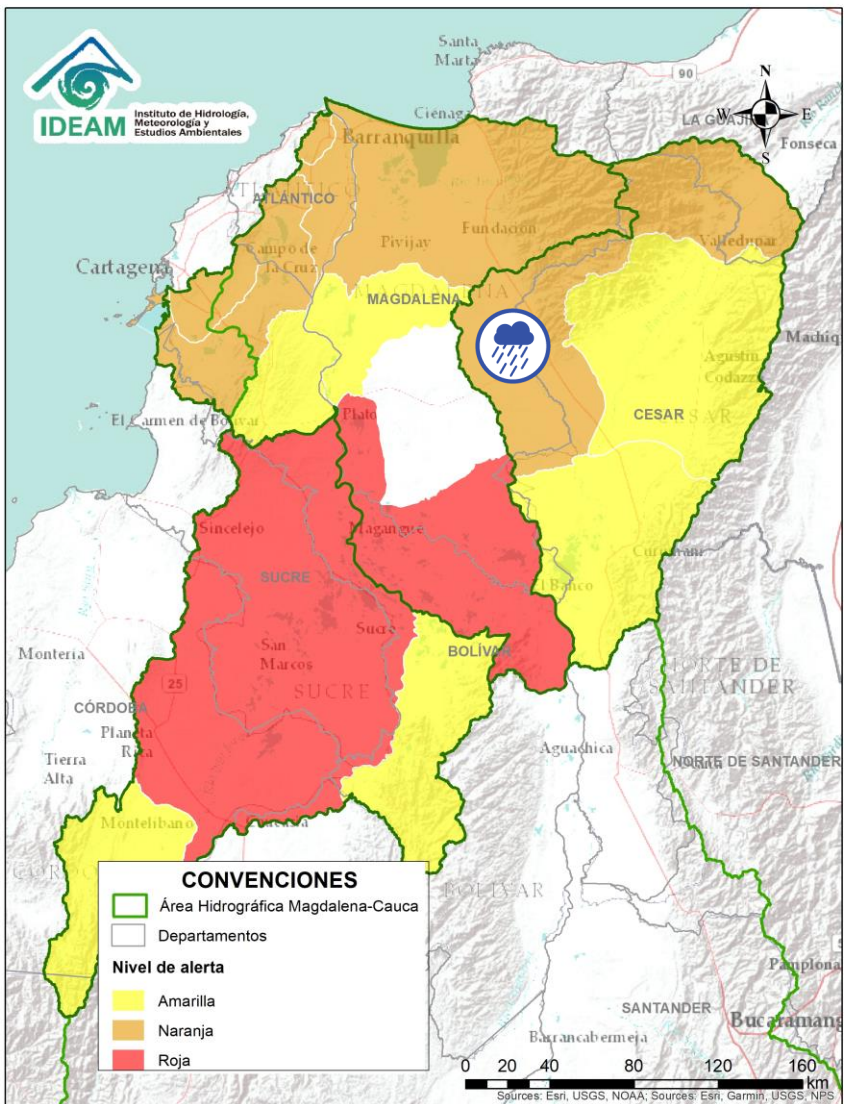 IDEAM
Instituto de Hidrología,
Meteorología y
Estudios Ambientales
Santa
Marta
90
N
W
E
S
Ciénaga
LA GUAJI
Fonseca
Barranquilla
ATLÁNTICO
Pivijay
Fundación
Valledupar
Campo de
la Cruz
Cartagena
MAGDALENA
Machiq
Agustín
Codazz
El Carmen de Bolívar
Plato
CESAR
Sincelejo
Magangué
SUCRE
El Banco
Sucre
San
Marcos
BOLÍVAR
Montería
25
SUCRE
NORTE DE
SANTANDER
CÓRDOBA
Planeta
Rica
Aguachica
NORTE DE SANTANDER
Tierra
Alta
Montelíbano
BOLÍVAR
CONVENCIONES
Área Hidrográfica Magdalena-Cauca
Departamentos
Nivel de alerta
Amarilla
Naranja
Roja
Pamplona
SANTANDER
Bucaramang
Barrancabermeja
0 20 40 80 120 160
km
Sources: Esri, USGS, NOAA; Sources: Esri, Garmin, USGS, NPS